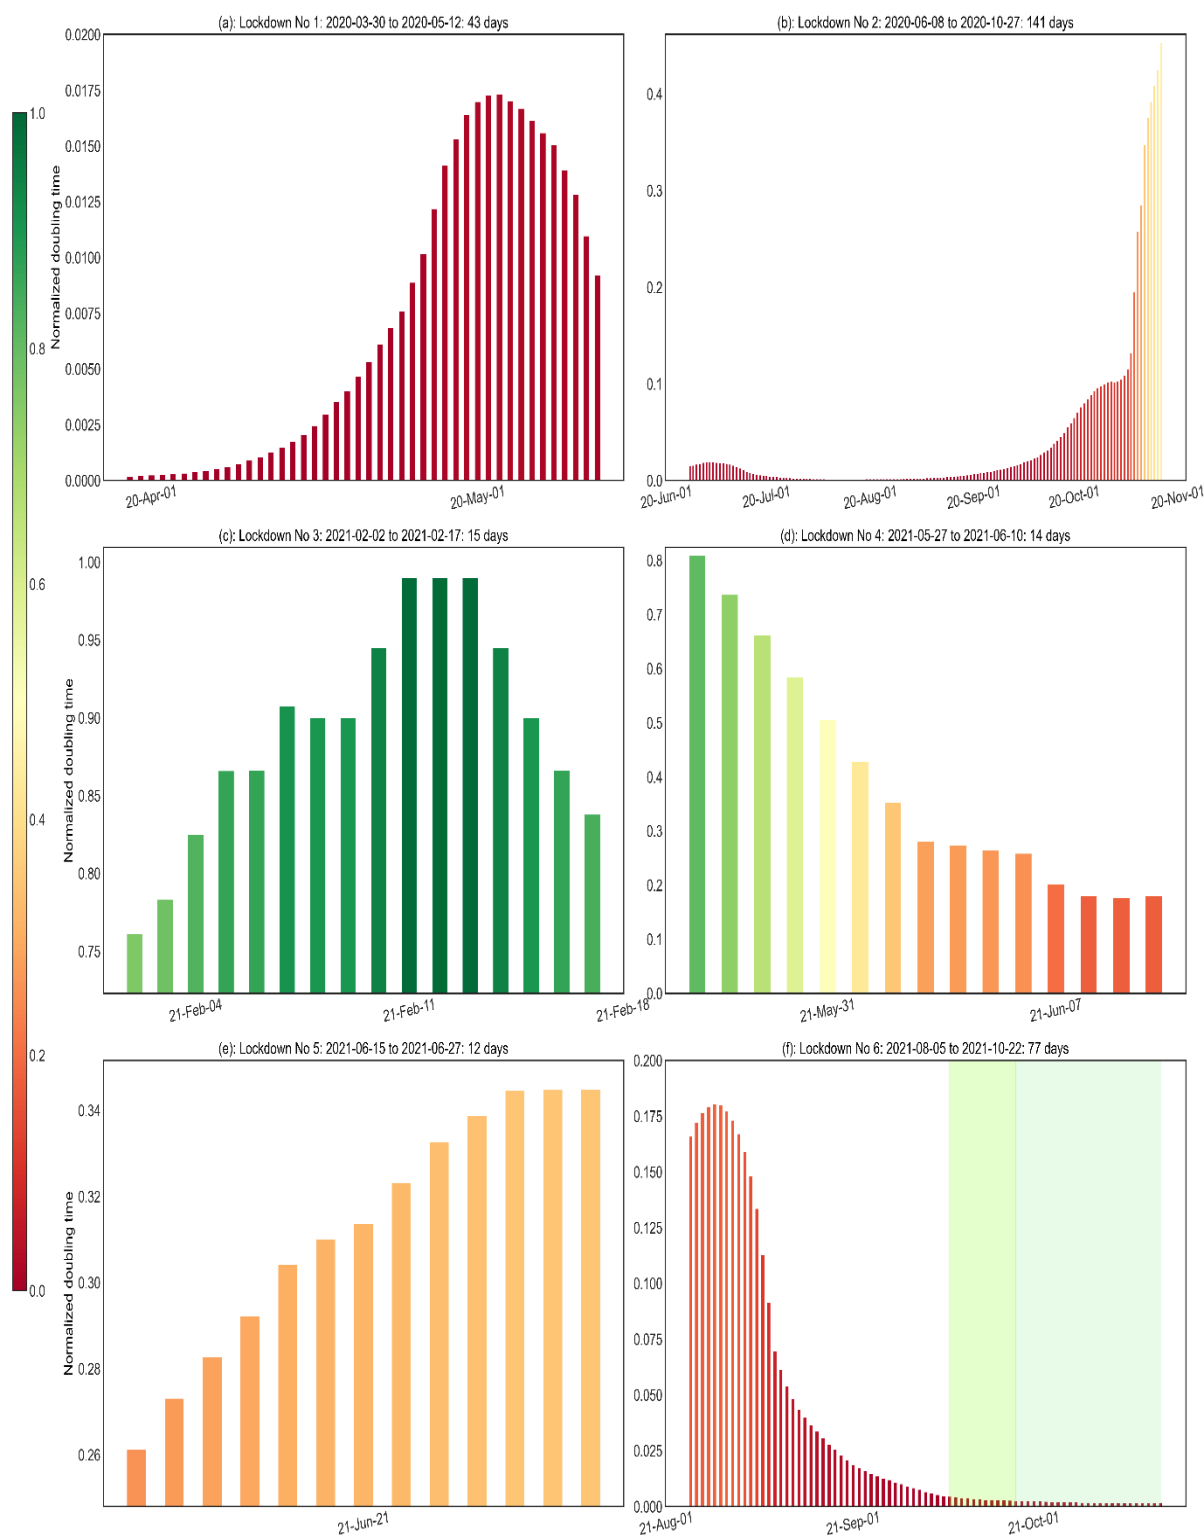 (a): Lockdown No 1: 2020-03-30 to 2020-05-12: 43 days
0.0200
0.0175
0.0150
0.0125
0.0100
0.0075
0.0050
0.0025
0.0000
20-Apr-01
20-May-01
Normalized doubling time
1.0
0.8
0.6
0.4
0.2
0.0
(b): Lockdown No 2: 2020-06-08 to 2020-10-27: 141 days
0.4
0.3
0.2
0.1
0.0
20-Jun-01
20-Jul-01
20-Aug-01
20-Sep-01
20-Oct-01
20-Nov-01
(c): Lockdown No 3: 2021-02-02 to 2021-02-17: 15 days
1.00
0.95
0.90
0.85
0.80
0.75
Normalized doubling time
21-Feb-04
21-Feb-11
21-Feb-18
(d): Lockdown No 4: 2021-05-27 to 2021-06-10: 14 days
0.8
0.7
0.6
0.5
0.4
0.3
0.2
0.1
0.0
21-May-31
21-Jun-07
(e): Lockdown No 5: 2021-06-15 to 2021-06-27: 12 days
0.34
0.32
0.30
0.28
0.26
Normalized doubling time
21-Jun-21
(f): Lockdown No 6: 2021-08-05 to 2021-10-22: 77 days
0.200
0.175
0.150
0.125
0.100
0.075
0.050
0.025
0.000
21-Aug-01
21-Sep-01
21-Oct-01